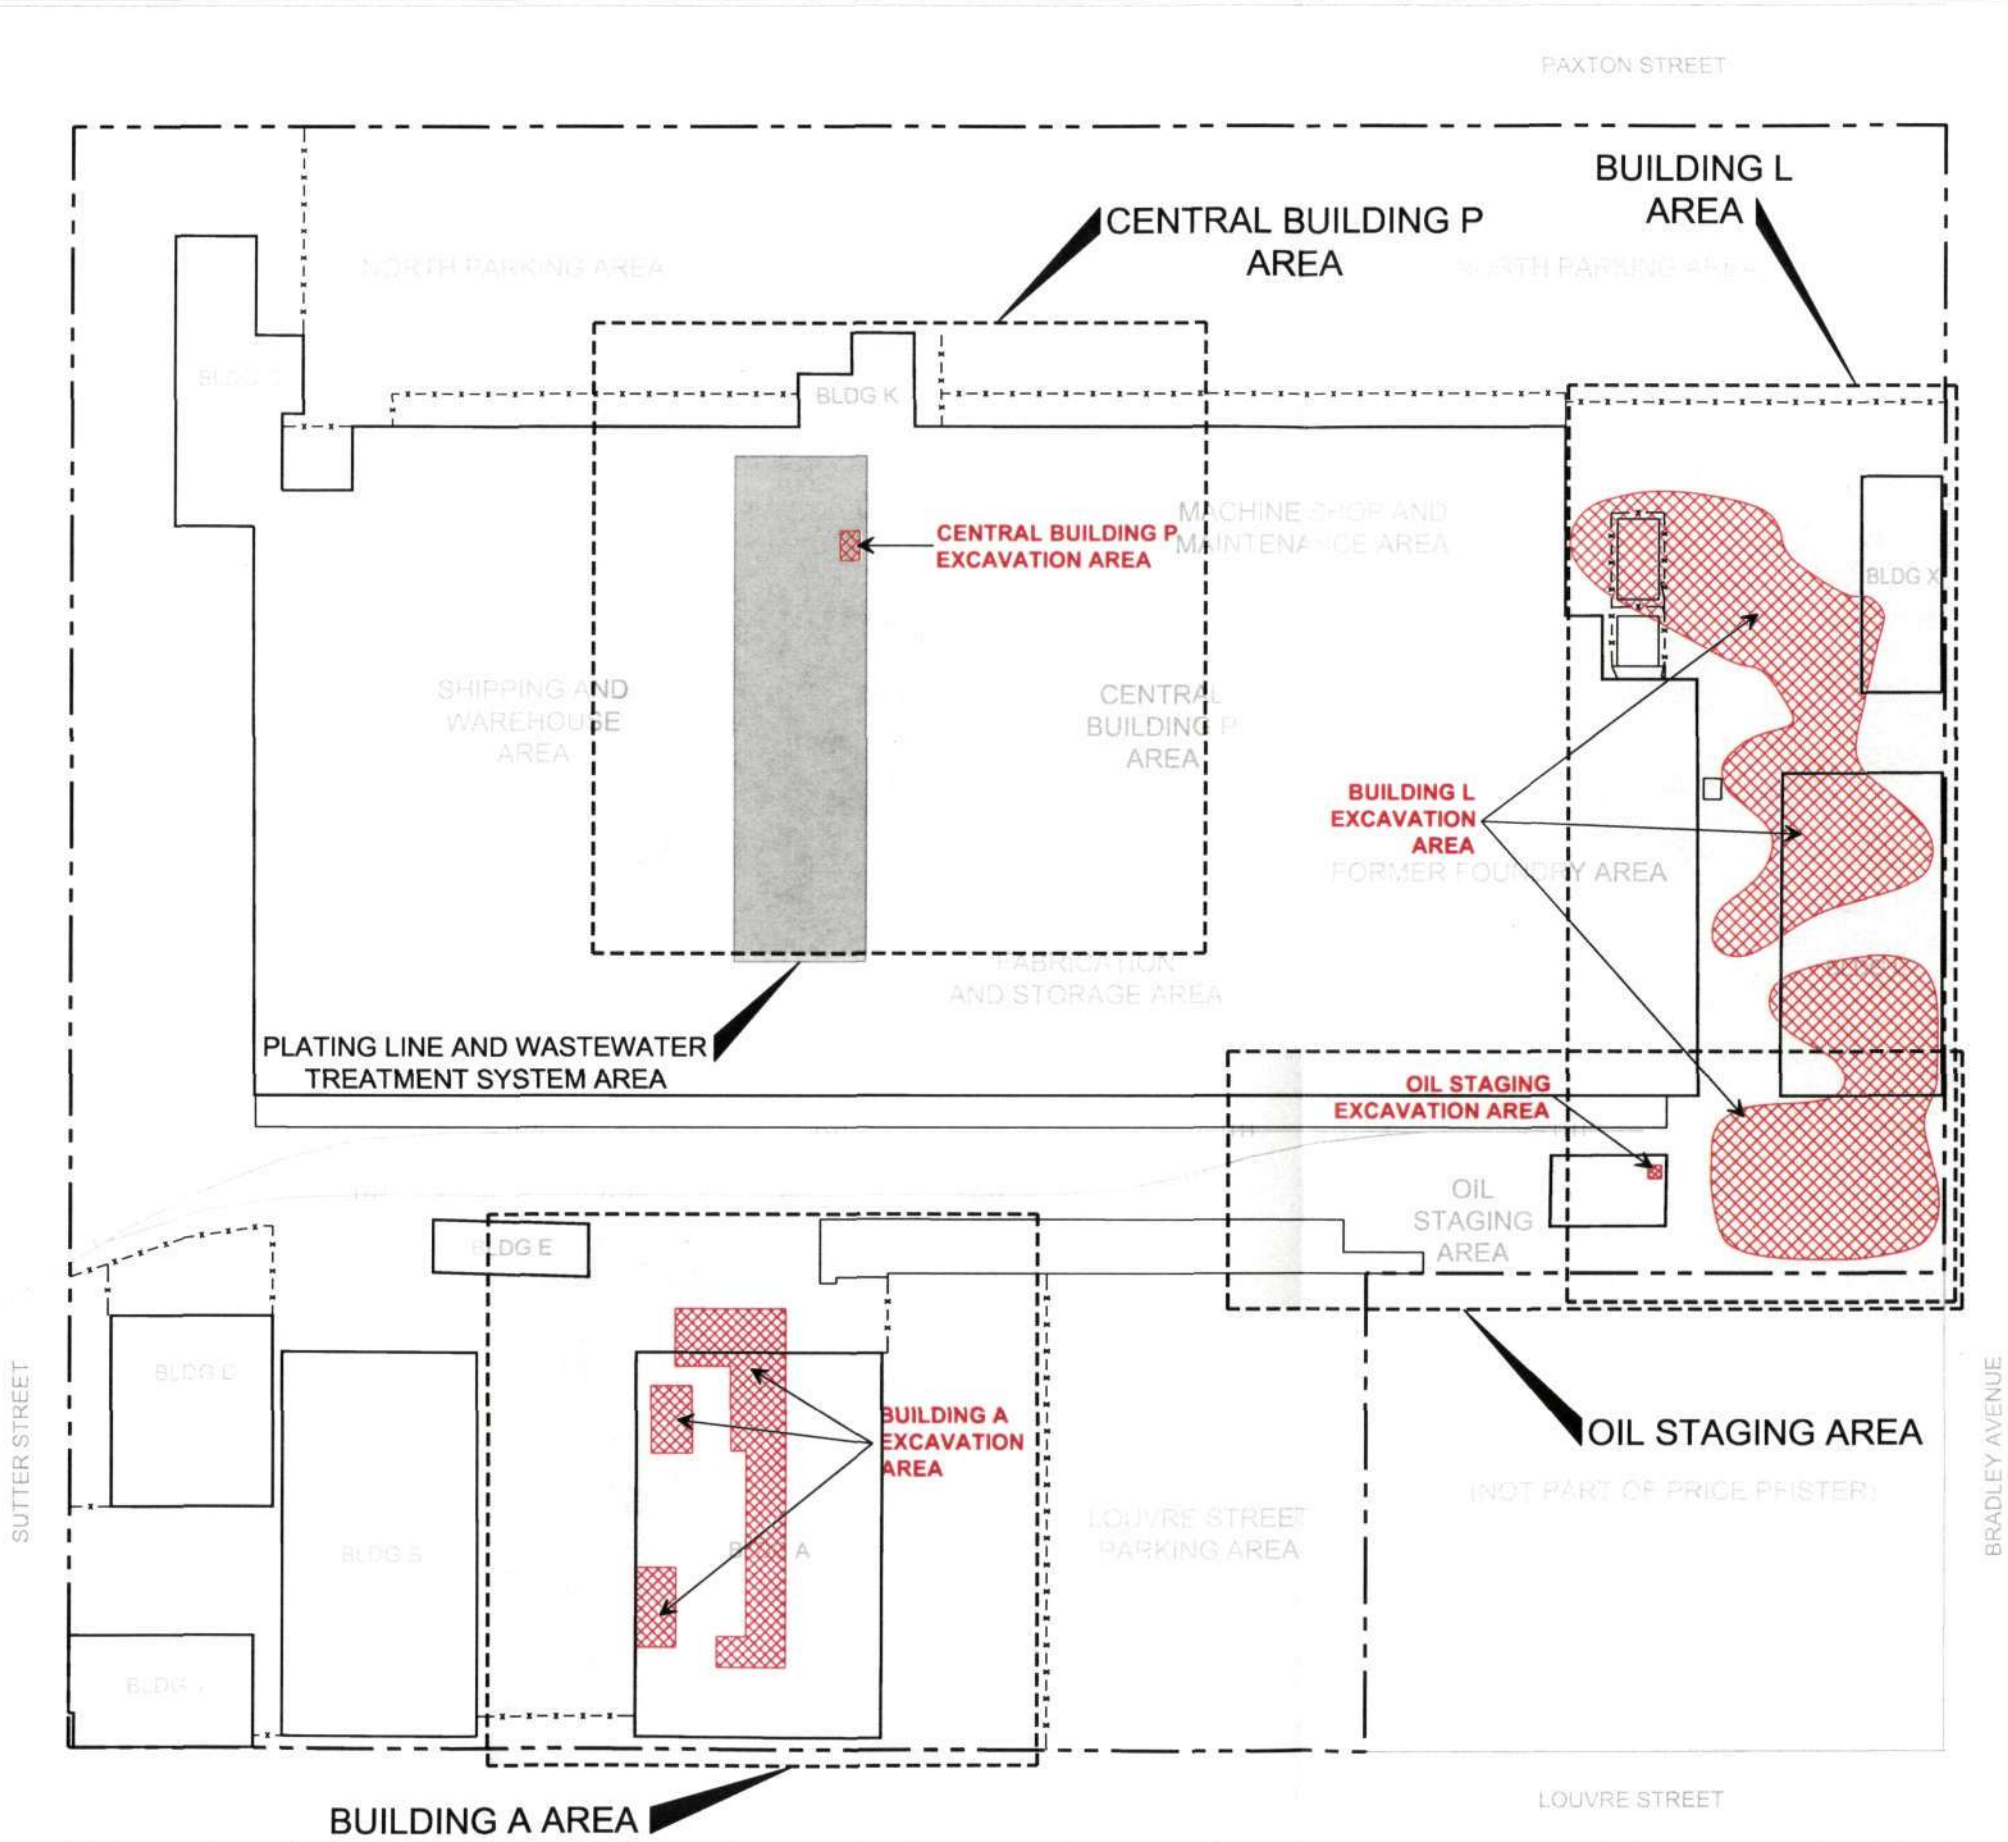 PAXTON STREET
BUILDING L
AREA
CENTRAL BUILDING P
AREA
NORTH PARKING AREA
NORTH PARKING AREA
BLDG
BLDG K
MACHINE SHOP AND
MAINTENANCE AREA
CENTRAL BUILDING P
EXCAVATION AREA
BLDG X
SHIPPING AND
WAREHOUSE
AREA
CENTRAL
BUILDING P
AREA
BUILDING L
EXCAVATION
AREA
FORMER FOUNDRY AREA
FABRICATION
AND STORAGE AREA
PLATING LINE AND WASTEWATER
TREATMENT SYSTEM AREA
OIL STAGING
EXCAVATION AREA
OIL
STAGING
AREA
BLDG E
BLDG D
BUILDING A
EXCAVATION
AREA
OIL STAGING AREA
(NOT PART OF PRICE PFISTER)
LOUVRE STREET
PARKING AREA
SUTTER STREET
BRADLEY AVENUE
BLDG S
A
BLDG
LOUVRE STREET
BUILDING A AREA